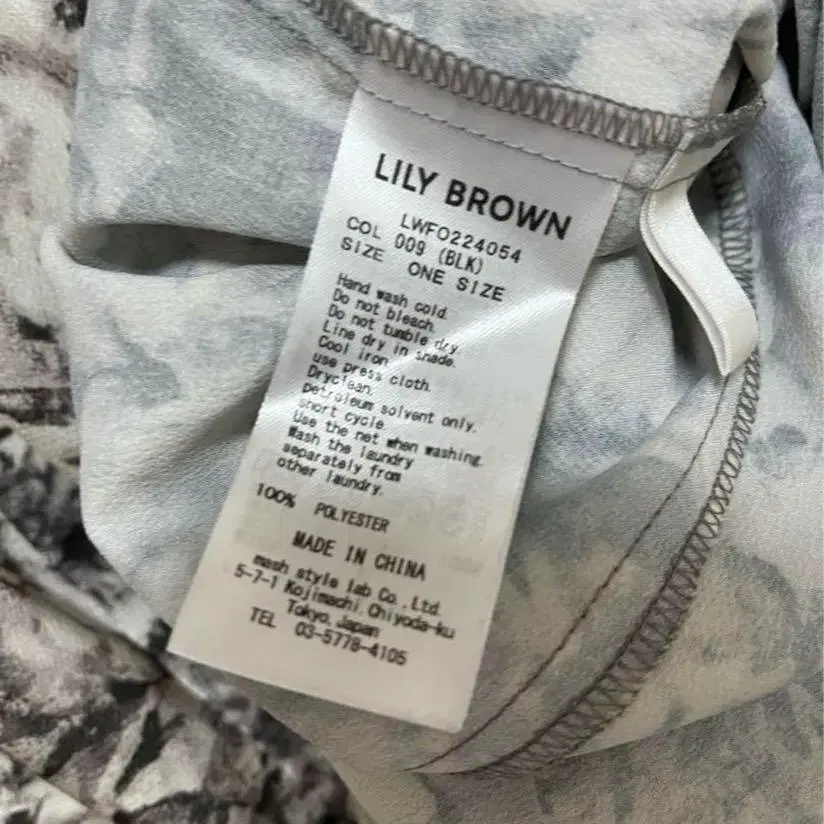 LILY BROWN
LWFO224054
COL 009 (BLK)
SIZE ONE SIZE
Hand wash cold.
Do not bleach.
Do not tumble dry.
Line dry in shade.
Cool iron
use press cloth.
Dryclean.
petroleum solvent only.
short cycle.
Use the net when washing.
Wash the laundry
separately from
other laundry.
100% POLYESTER
MADE IN CHINA
mash style lab Co.,Ltd.
5-7-1 Kojimachi.Chiyoda-ku
Tokyo,Japan
TEL 03-5778-4105